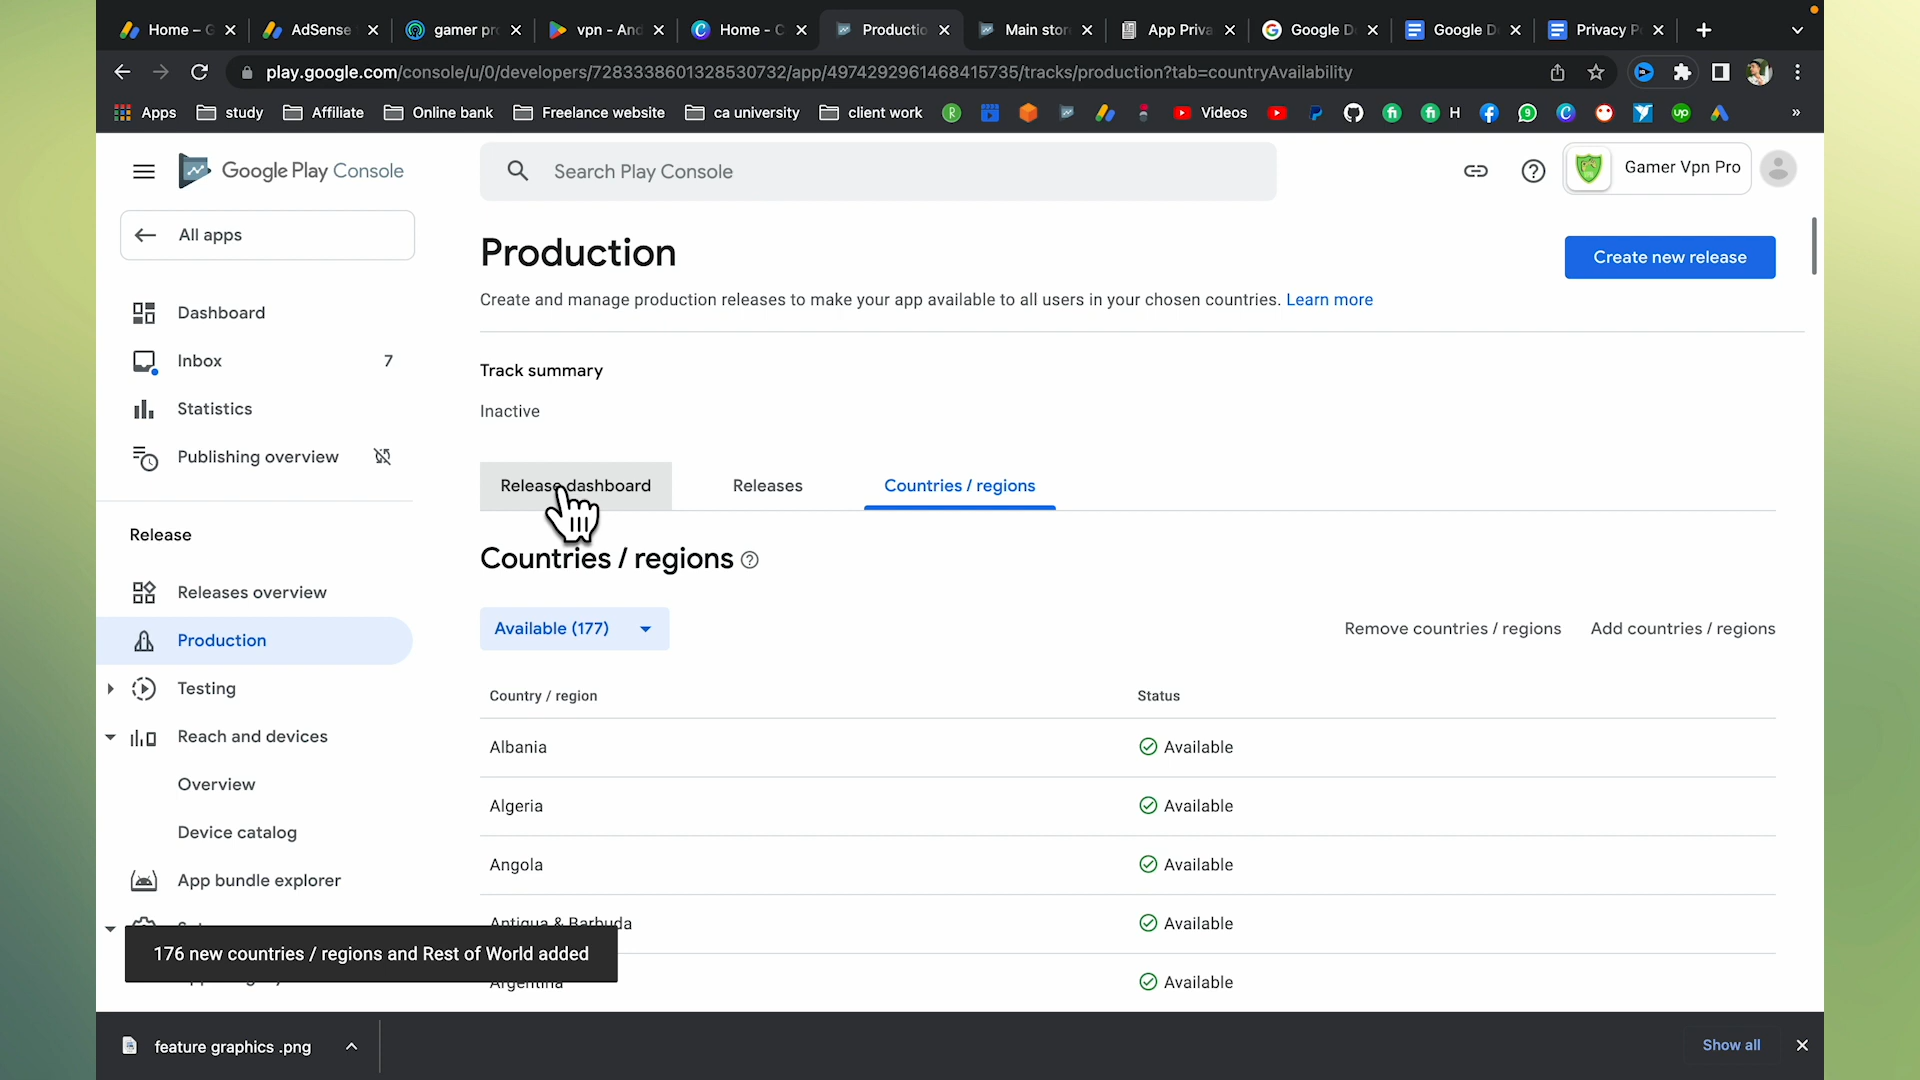 Home – G
AdSense
gamer pr
vpn - And
Home - C
Productio
Main stor
App Priva
Google D
Google D
Privacy P
play.google.com/console/u/0/developers/7283338601328530732/app/4974292961468415735/tracks/production?tab=countryAvailability
Apps
study
Affiliate
Online bank
Freelance website
ca university
client work
Videos
H
»
Google Play Console
Search Play Console
Gamer Vpn Pro
All apps
Production
Create new release
Create and manage production releases to make your app available to all users in your chosen countries. Learn more
Dashboard
Inbox 7
Statistics
Publishing overview
Track summary
Inactive
Release dashboard
Releases
Countries / regions
Release
Countries / regions
Releases overview
Production
Testing
Reach and devices
Overview
Device catalog
App bundle explorer
Available (177)
Remove countries / regions
Add countries / regions
Country / region
Status
Albania
Available
Algeria
Available
Angola
Available
Antigua & Barbuda
Available
Argentina
Available
176 new countries / regions and Rest of World added
feature graphics .png
Show all